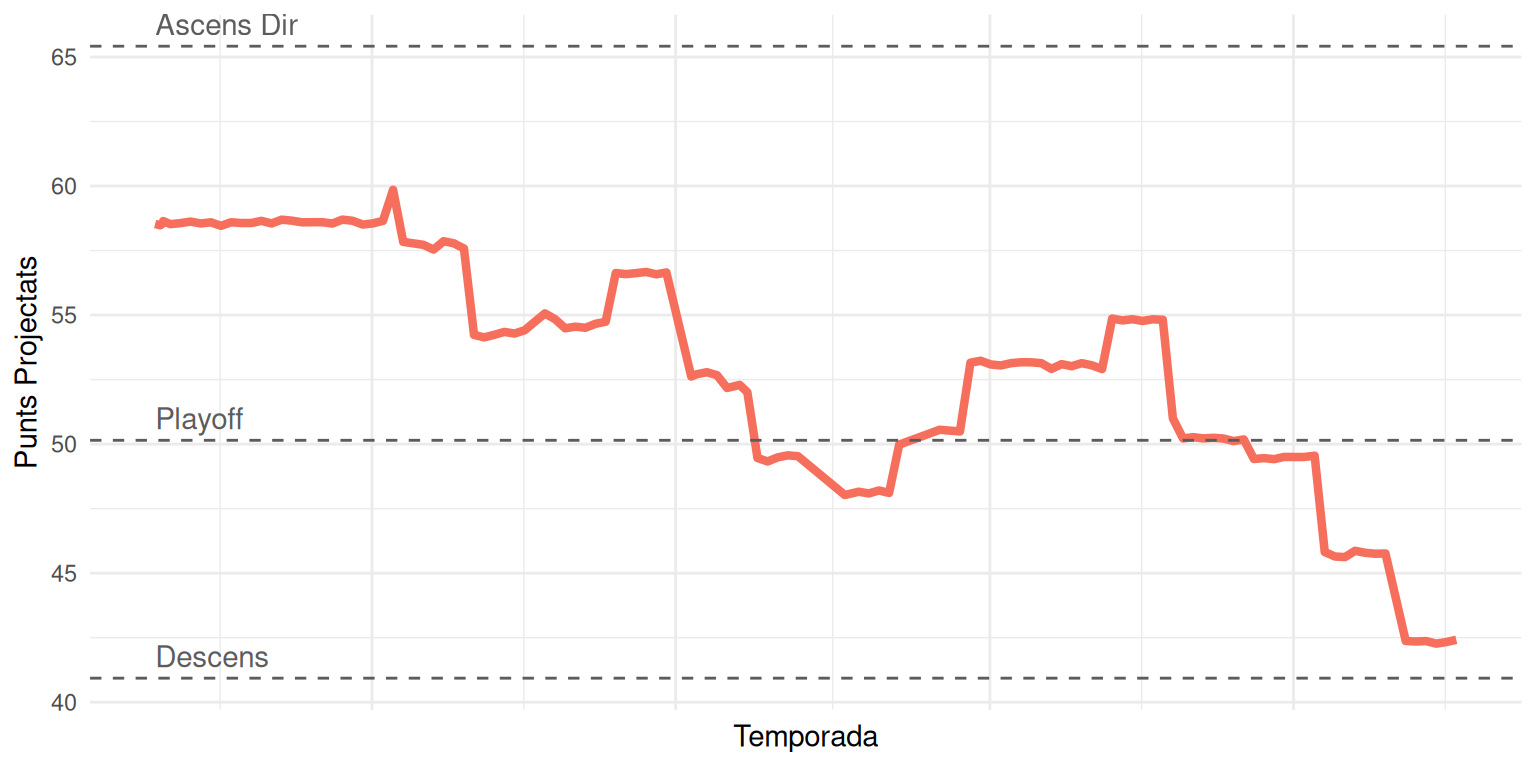 Ascens Dir
65
60
55
Playoff
50
45
Descens
40
Punts Projectats
Temporada